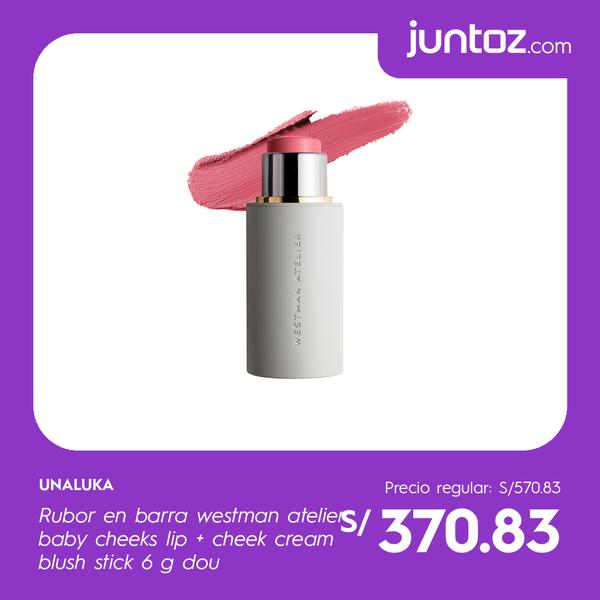 juntoz.com
WESTMAN ATELIER
UNALUKA
Rubor en barra westman atelier
baby cheeks lip + cheek cream
blush stick 6 g dou
Precio regular: S/570.83
S/ 370.83